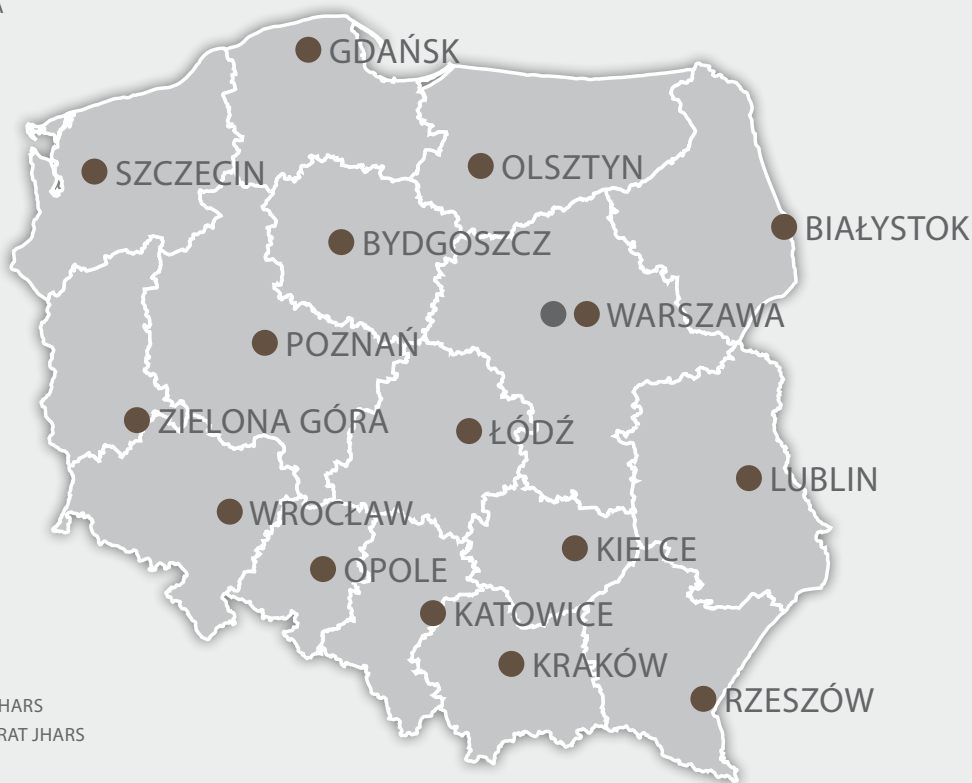 GDAŃSK
SZCZECIN
OLSZTYN
BIAŁYSTOK
BYDGOSZCZ
WARSZAWA
POZNAŃ
ZIELONA GÓRA
ŁÓDŹ
LUBLIN
WROCŁAW
KIELCE
OPOLE
KATOWICE
KRAKÓW
RZESZÓW
HARS
RAT JHARS